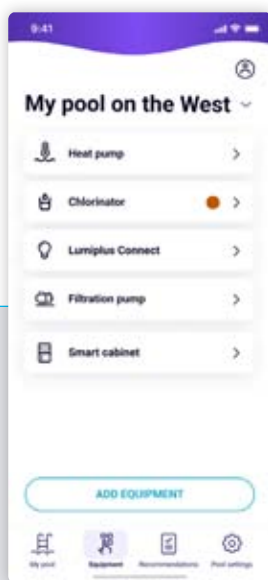 9:41
My pool on the West
Heat pump
Chlorinator
Lumiplus Connect
Filtration pump
Smart cabinet
ADD EQUIPMENT
My pool Equipment Recommendations Pool settings